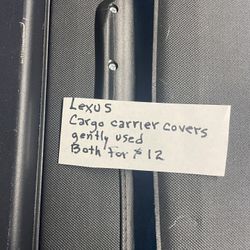 Lexus
Cargo carrier covers
gently used
Both for $12